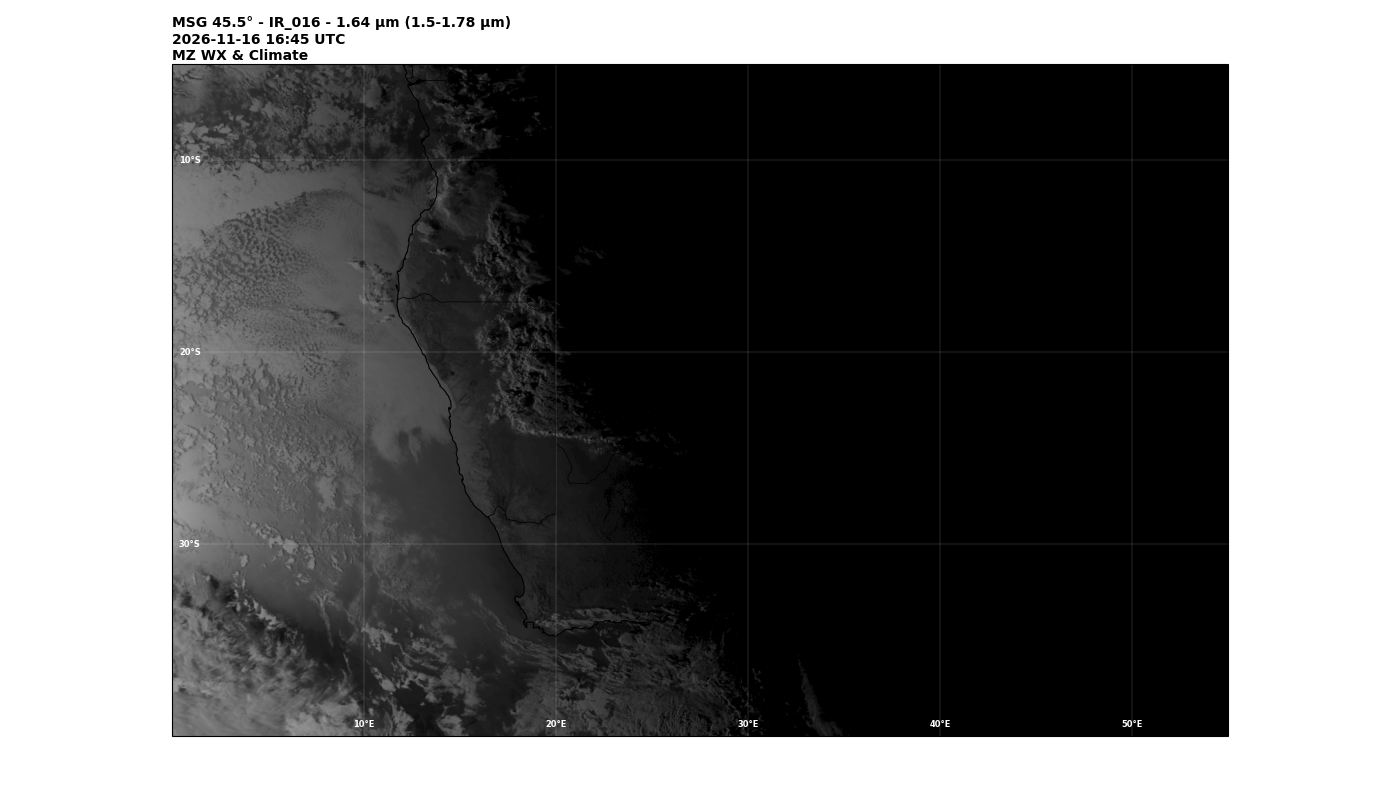 MSG 45.5° - IR_016 - 1.64 μm (1.5-1.78 μm)
2026-11-16 16:45 UTC
MZ WX & Climate
10°S
20°S
30°S
10°E 20°E 30°E 40°E 50°E